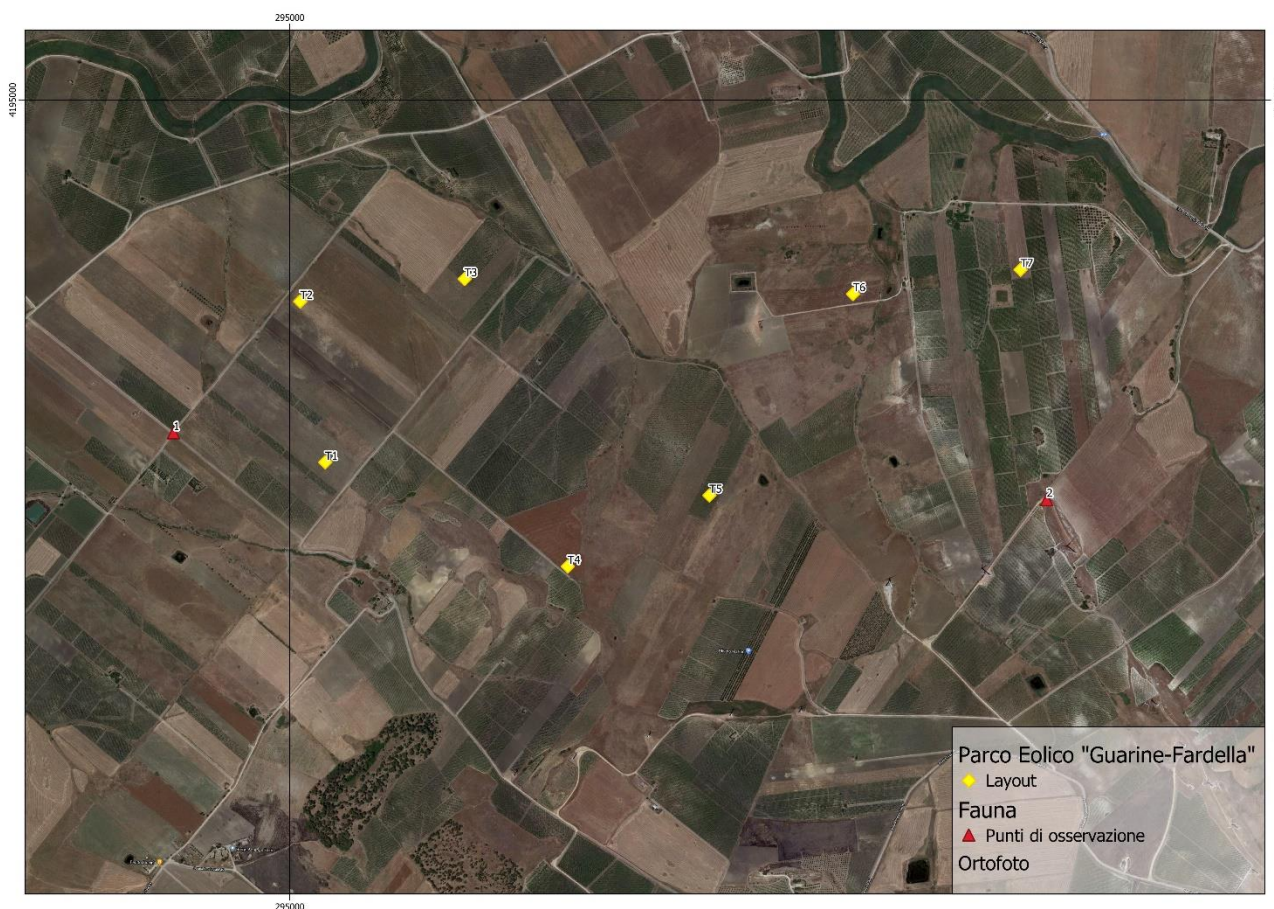 295000
4195000
T3
T7
T2
T6
1
T1
T5
2
T4
Parco Eolico "Guarine-Fardella"
Layout
Fauna
Punti di osservazione
Ortofoto
295000